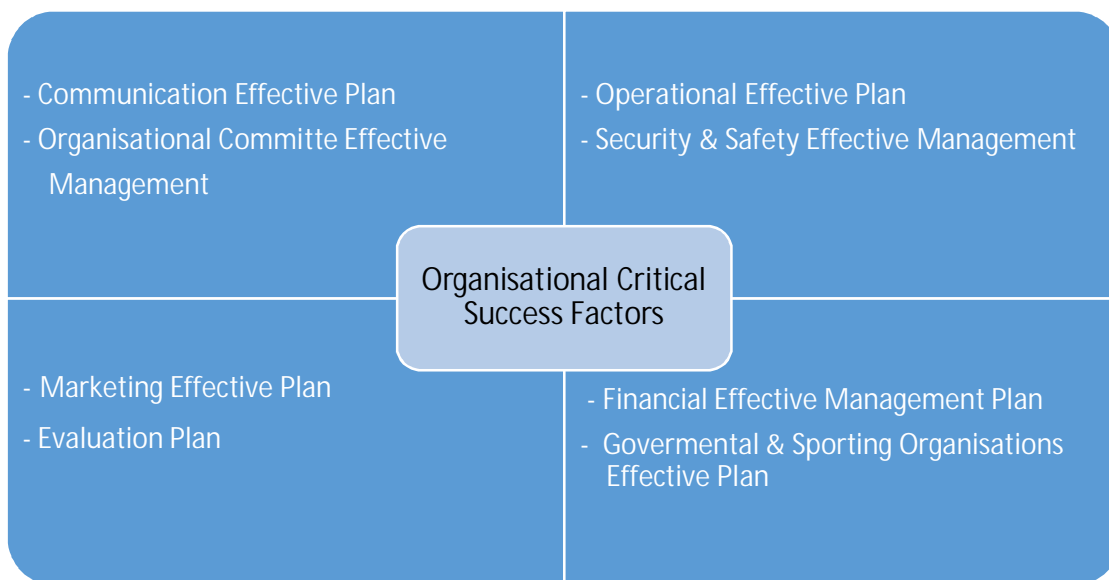 - Communication Effective Plan
- Organisational Committe Effective
Management
- Operational Effective Plan
- Security & Safety Effective Management
Organisational Critical
Success Factors
- Marketing Effective Plan
- Evaluation Plan
- Financial Effective Management Plan
- Govermental & Sporting Organisations
Effective Plan